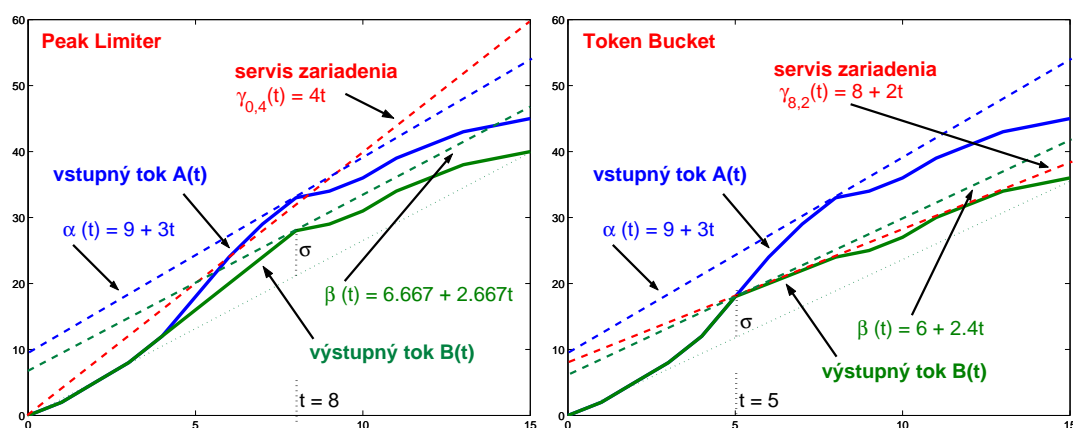 Peak Limiter
servis zariadenia
γ0,4(t) = 4t
vstupný tok A(t)
α (t) = 9 + 3t
σ
β (t) = 6.667 + 2.667t
výstupný tok B(t)
t = 8
0
10
20
30
40
50
60
0
5
10
15
Token Bucket
servis zariadenia
γ8,2(t) = 8 + 2t
vstupný tok A(t)
α (t) = 9 + 3t
σ
β (t) = 6 + 2.4t
výstupný tok B(t)
t = 5
0
10
20
30
40
50
60
0
5
10
15